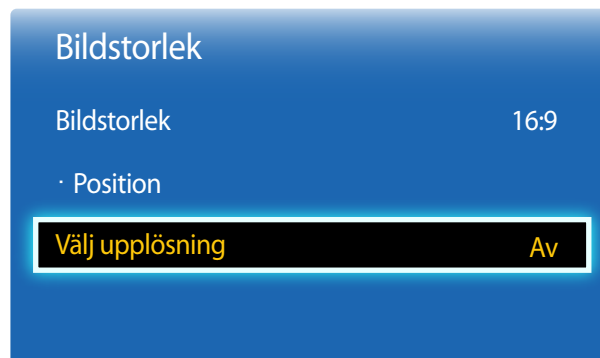 Bildstorlek
Bildstorlek 16:9
· Position
Välj upplösning Av